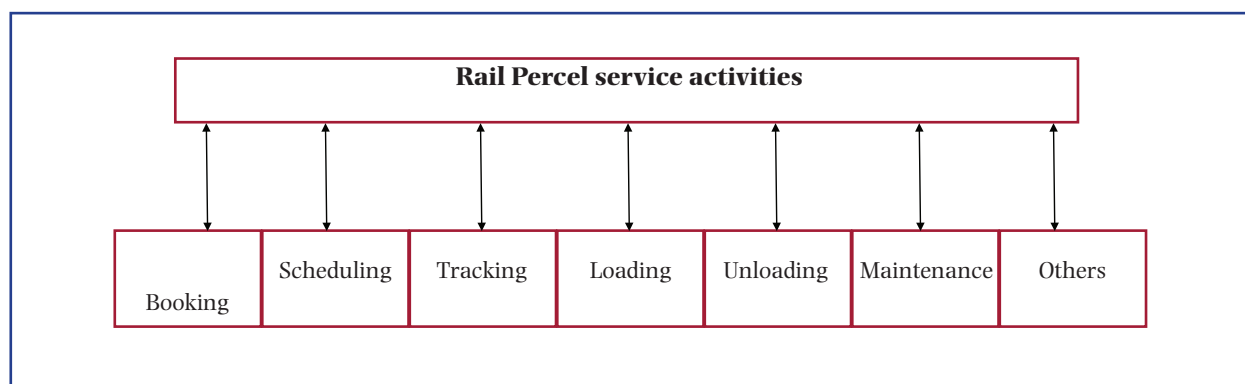 Rail Percel service activities
Booking
Scheduling
Tracking
Loading
Unloading
Maintenance
Others